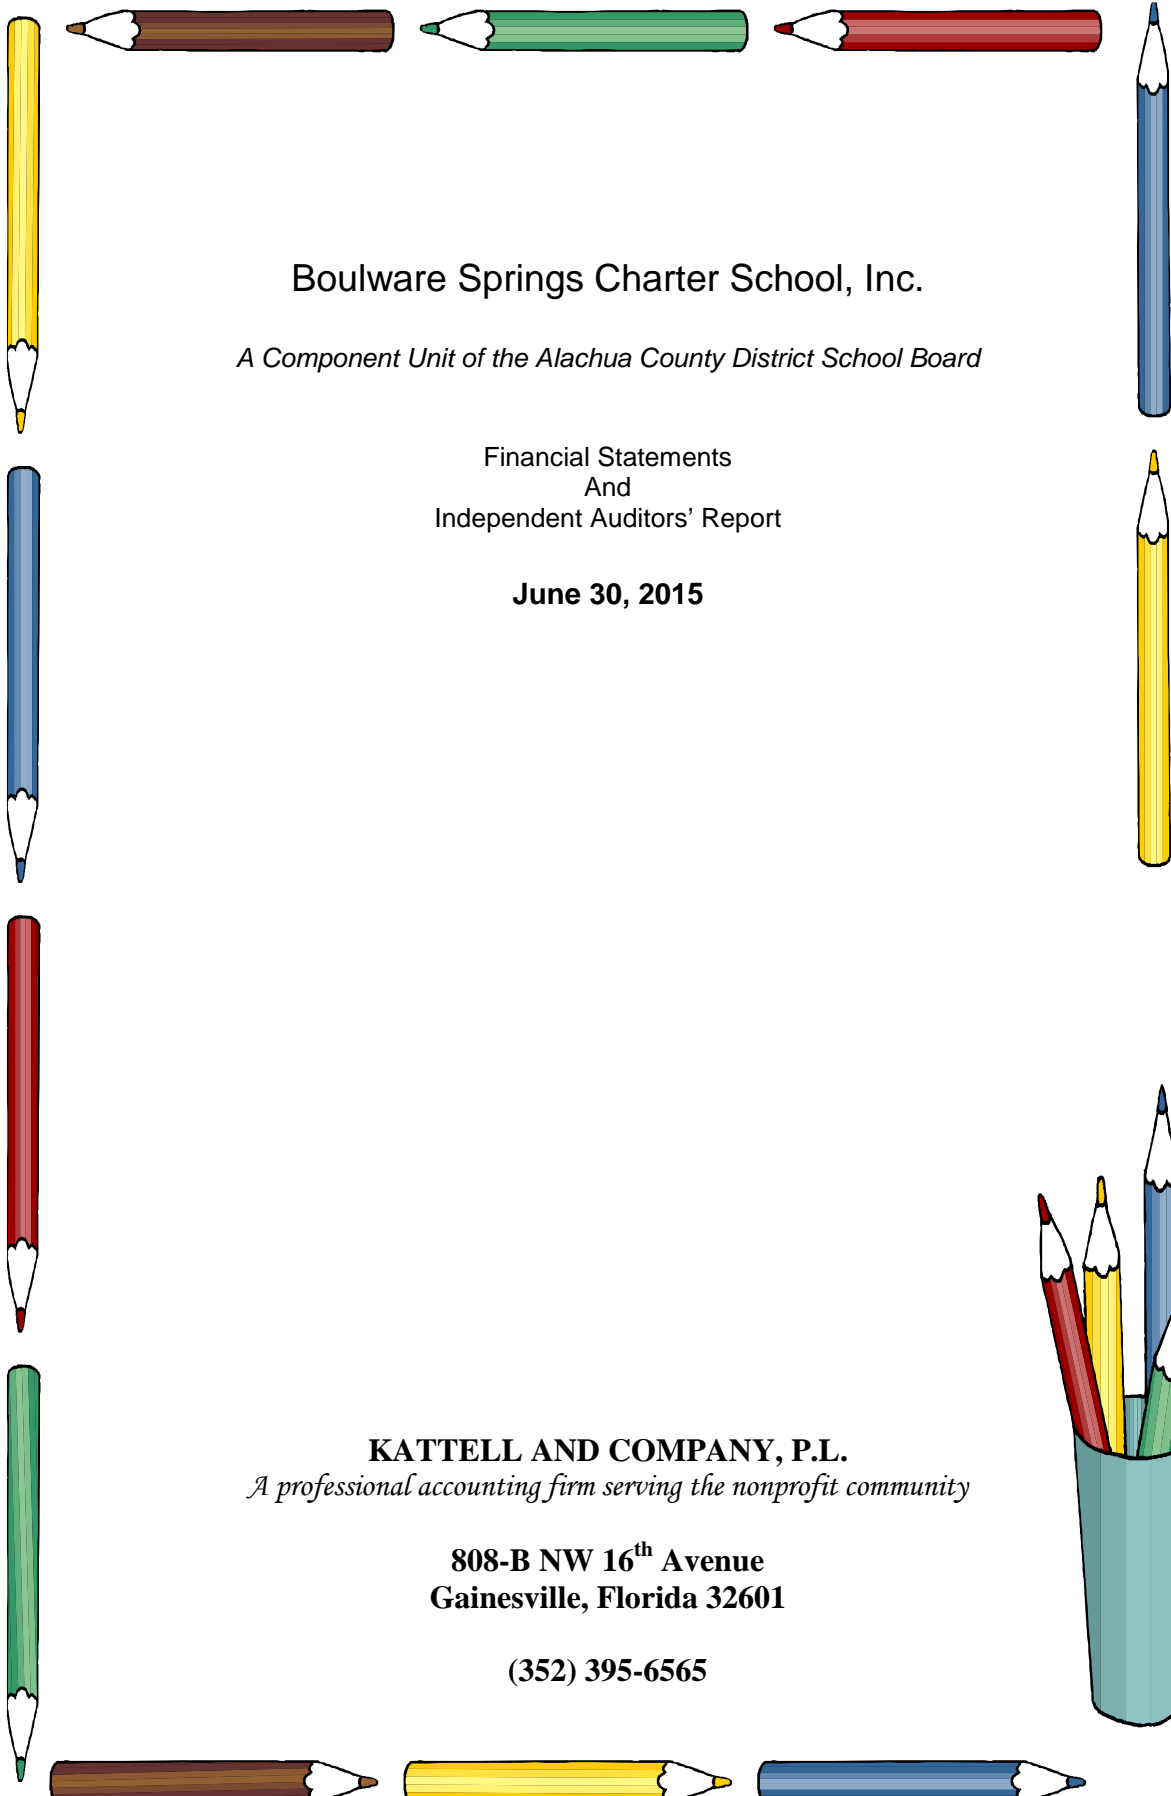 Boulware Springs Charter School, Inc.
A Component Unit of the Alachua County District School Board
Financial Statements
And
Independent Auditors’ Report
June 30, 2015
KATTELL AND COMPANY, P.L.
A professional accounting firm serving the nonprofit community
808-B NW 16th Avenue
Gainesville, Florida 32601
(352) 395-6565